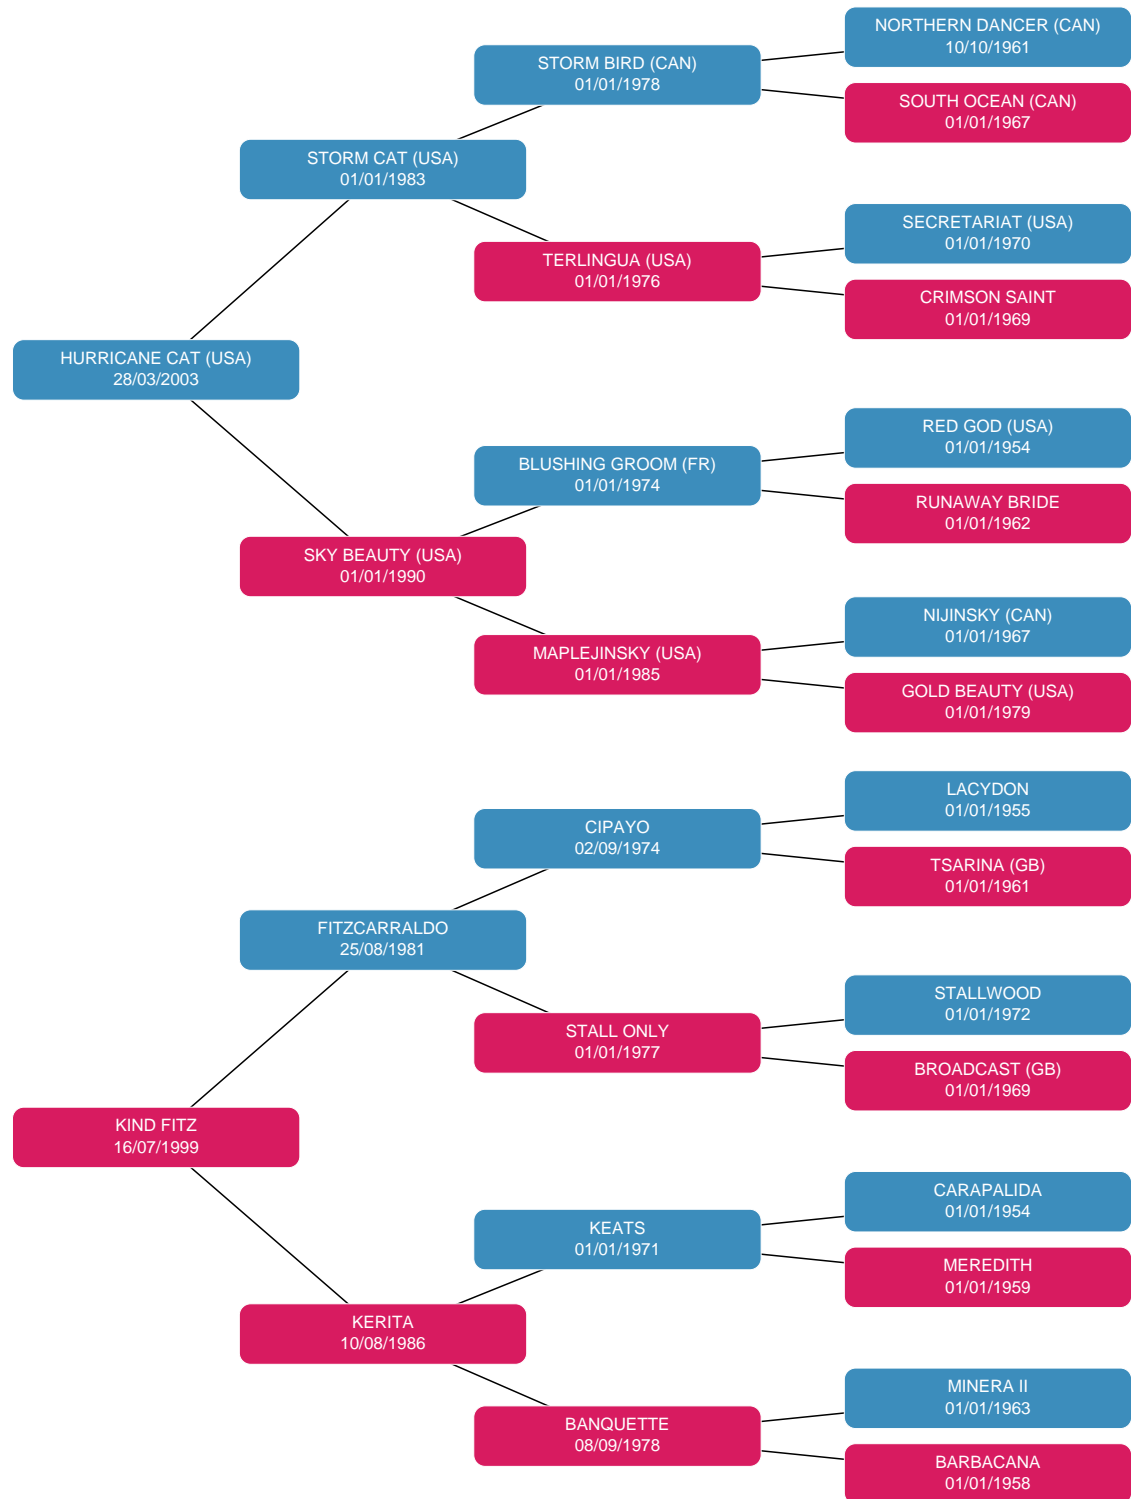 NORTHERN DANCER (CAN)
10/10/1961
STORM BIRD (CAN)
01/01/1978
SOUTH OCEAN (CAN)
01/01/1967
STORM CAT (USA)
01/01/1983
SECRETARIAT (USA)
01/01/1970
TERLINGUA (USA)
01/01/1976
CRIMSON SAINT
01/01/1969
HURRICANE CAT (USA)
28/03/2003
RED GOD (USA)
01/01/1954
BLUSHING GROOM (FR)
01/01/1974
RUNAWAY BRIDE
01/01/1962
SKY BEAUTY (USA)
01/01/1990
NIJINSKY (CAN)
01/01/1967
MAPLEJINSKY (USA)
01/01/1985
GOLD BEAUTY (USA)
01/01/1979
LACYDON
01/01/1955
CIPAYO
02/09/1974
TSARINA (GB)
01/01/1961
FITZCARRALDO
25/08/1981
STALLWOOD
01/01/1972
STALL ONLY
01/01/1977
BROADCAST (GB)
01/01/1969
KIND FITZ
16/07/1999
CARAPALIDA
01/01/1954
KEATS
01/01/1971
MEREDITH
01/01/1959
KERITA
10/08/1986
MINERA II
01/01/1963
BANQUETTE
08/09/1978
BARBACANA
01/01/1958